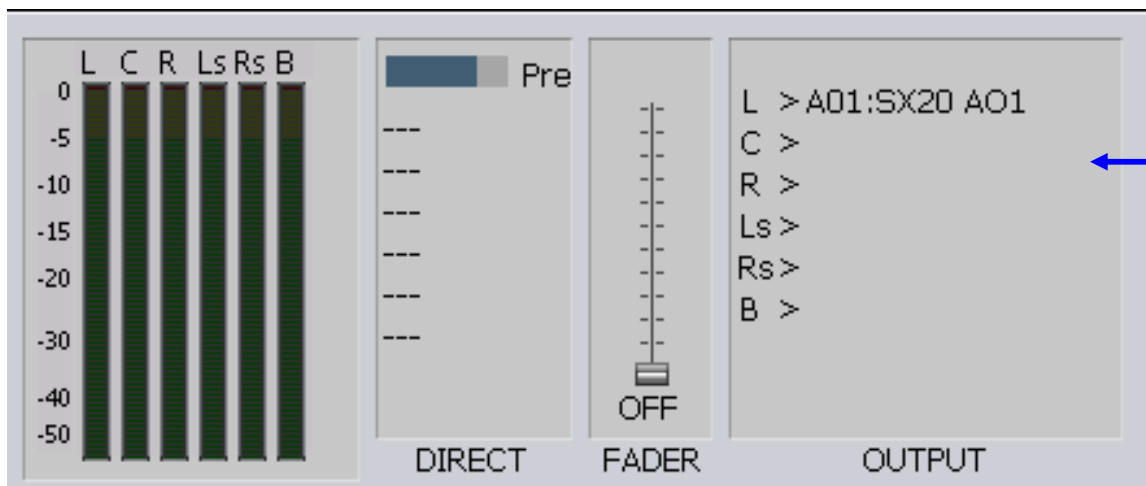 L C R Ls Rs B
0
-5
-10
-15
-20
-30
-40
-50
Pre
---
---
---
---
---
---
DIRECT
OFF
FADER
L >A01:SX20 AO1
C >
R >
Ls >
Rs >
B >
OUTPUT